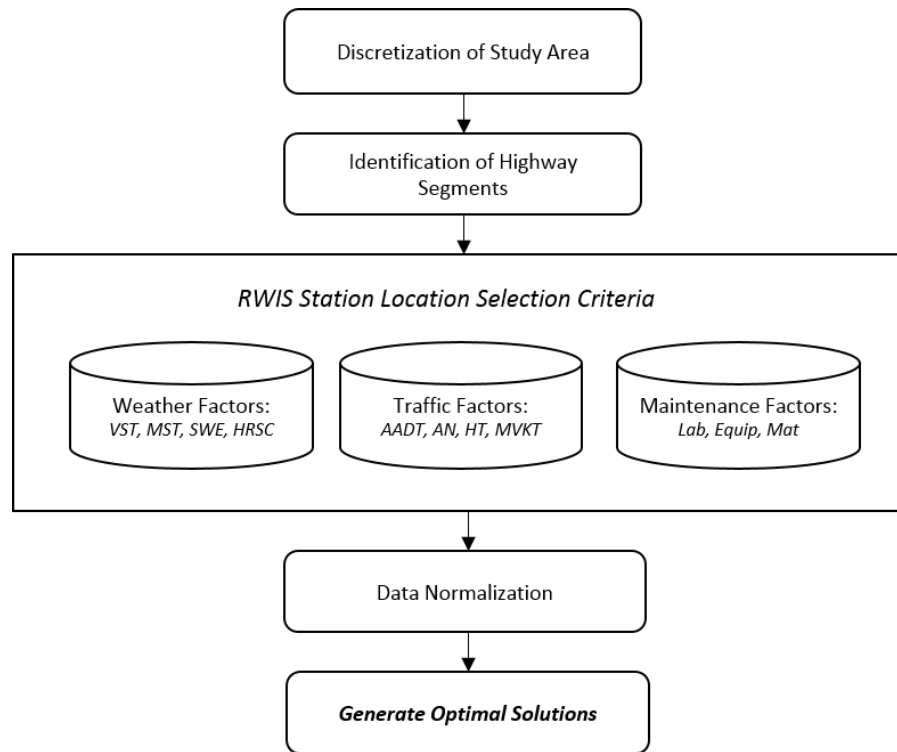 Discretization of Study Area
Identification of Highway
Segments
RWIS Station Location Selection Criteria
Weather Factors:
VST, MST, SWE, HRSC
Traffic Factors:
AADT, AN, HT, MVKT
Maintenance Factors:
Lab, Equip, Mat
Data Normalization
Generate Optimal Solutions